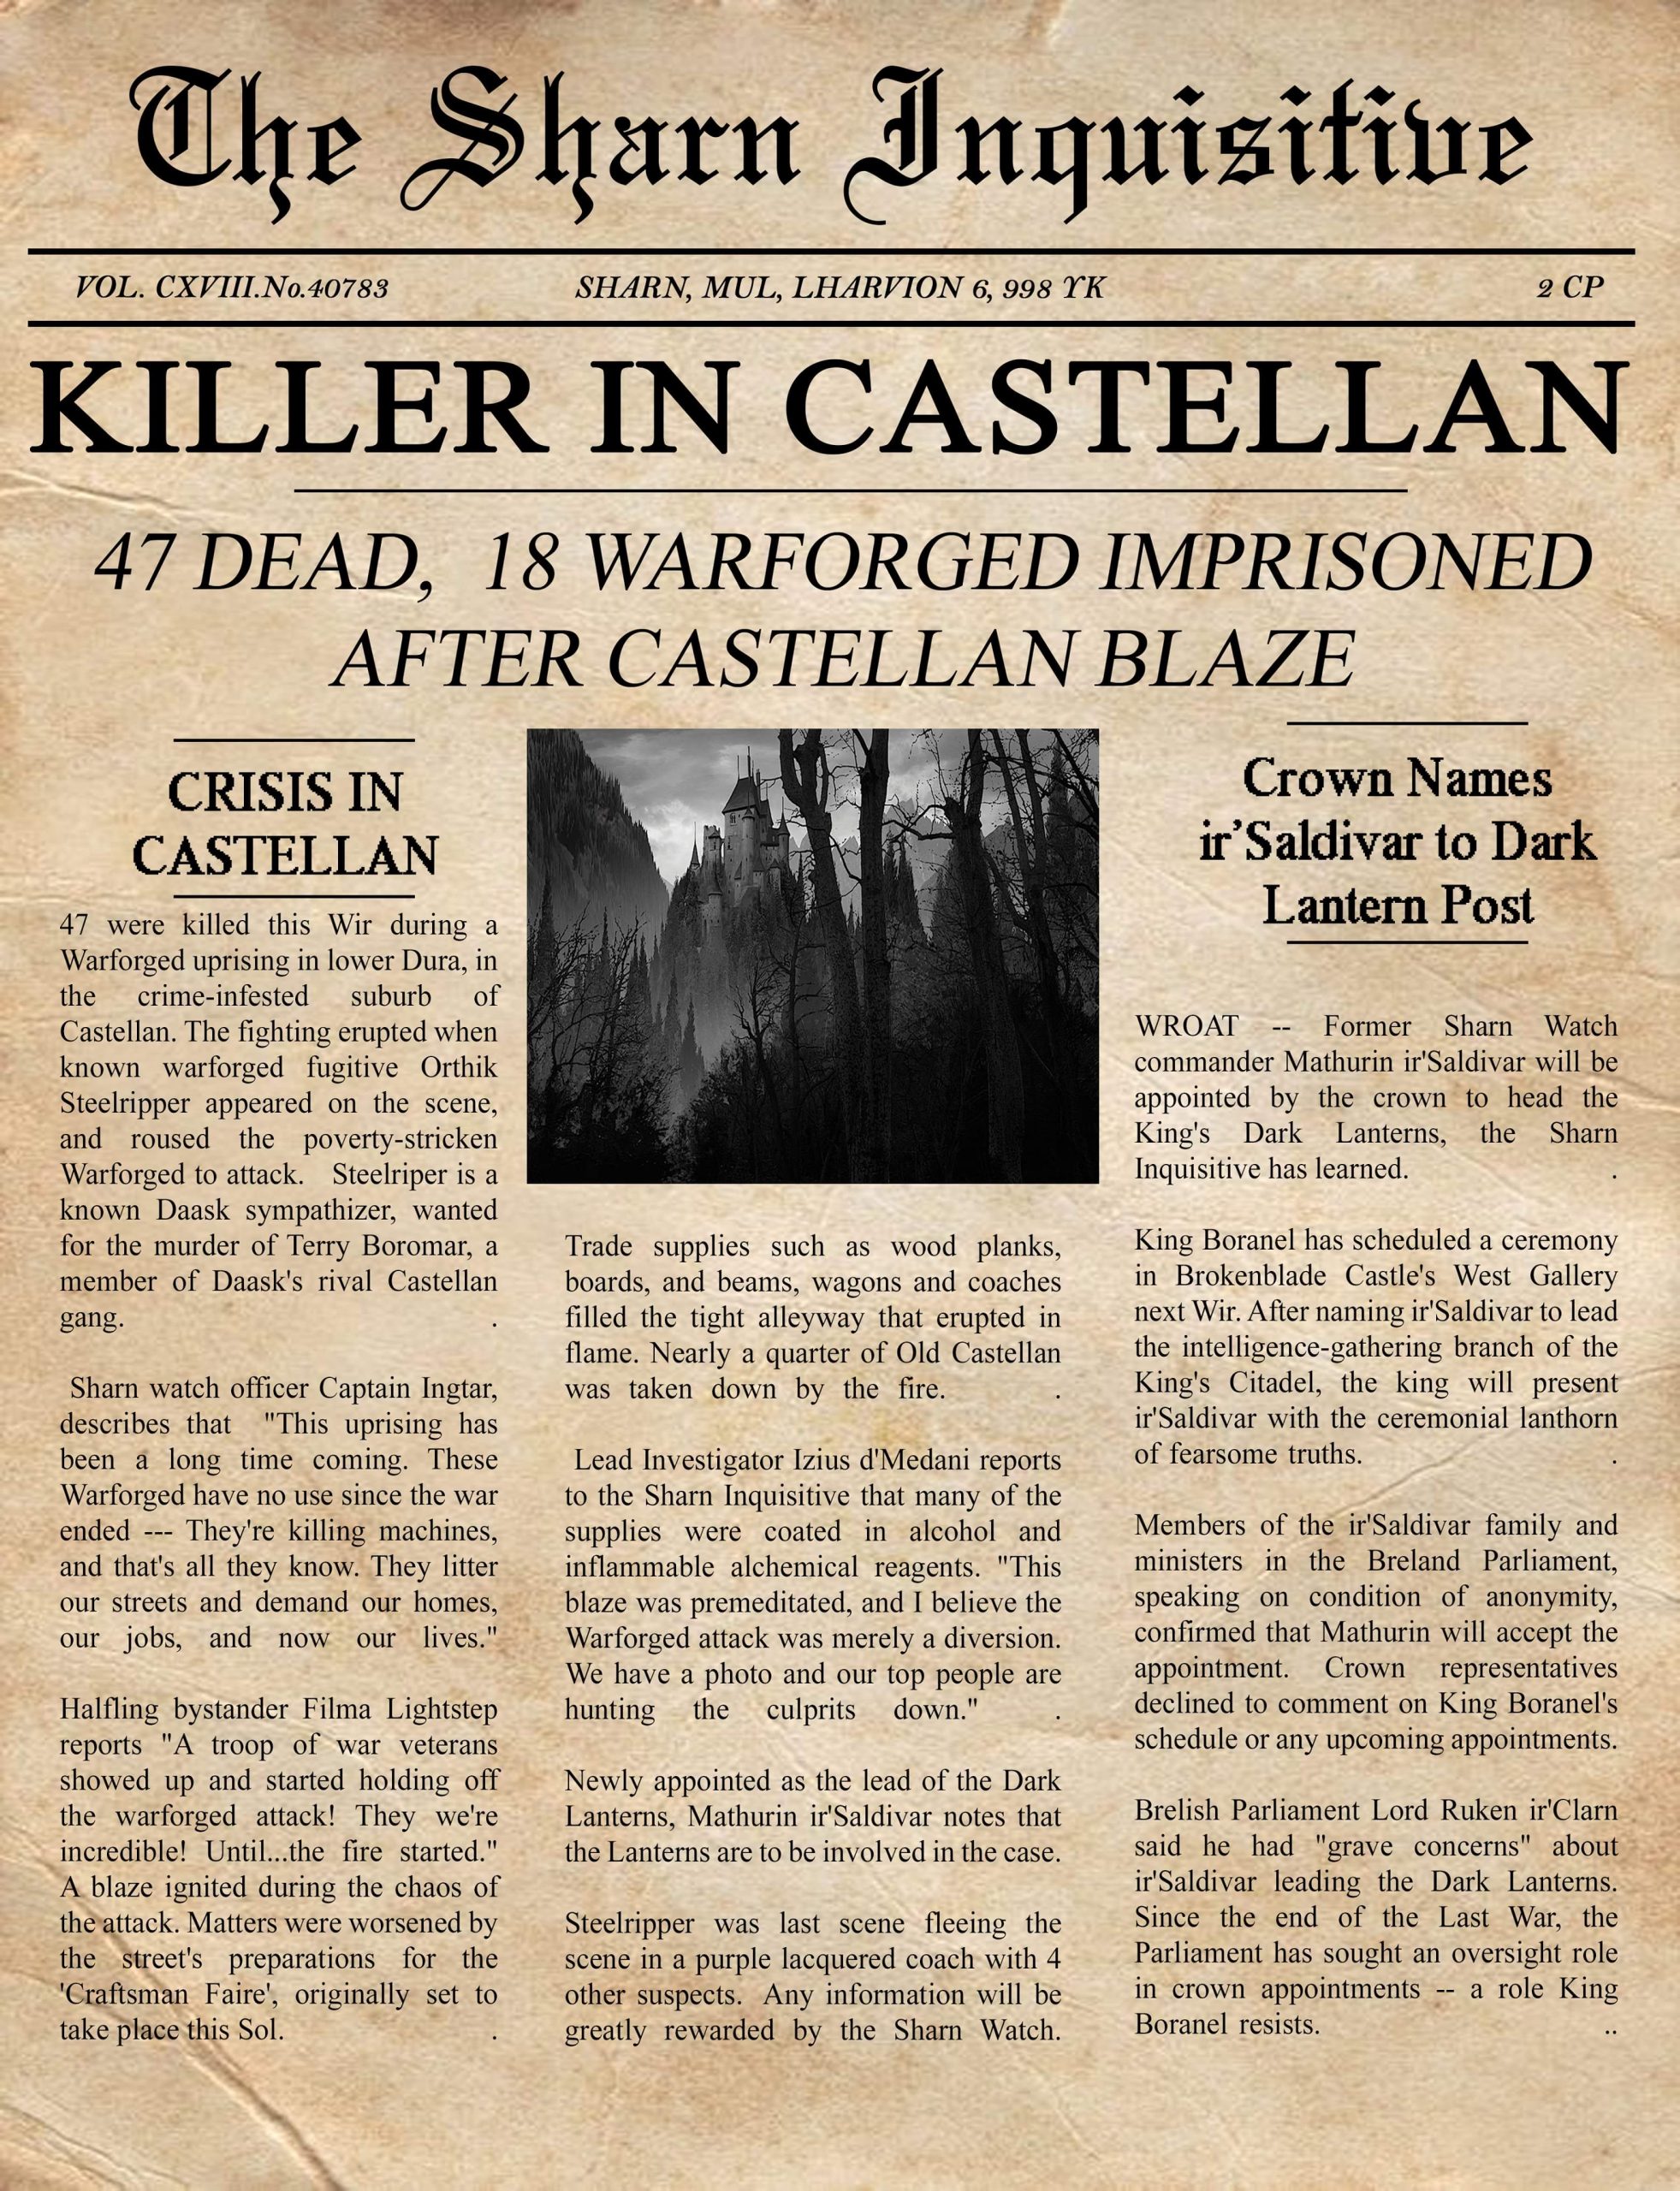 The Sharn Inquisitive
VOL. CXVIII.No.40783 SHARN, MUL, LHARVION 6, 998 YK 2 CP
KILLER IN CASTELLAN
47 DEAD, 18 WARFORGED IMPRISONED
AFTER CASTELLAN BLAZE
CRISIS IN
CASTELLAN
47 were killed this Wir during a
Warforged uprising in lower Dura, in
the crime-infested suburb of
Castellan. The fighting erupted when
known warforged fugitive Orthik
Steelripper appeared on the scene,
and roused the poverty-stricken
Warforged to attack. Steelriper is a
known Daask sympathizer, wanted
for the murder of Terry Boromar, a
member of Daask's rival Castellan
gang. .
Sharn watch officer Captain Ingtar,
describes that "This uprising has
been a long time coming. These
Warforged have no use since the war
ended --- They're killing machines,
and that's all they know. They litter
our streets and demand our homes,
our jobs, and now our lives."
Halfling bystander Filma Lightstep
reports "A troop of war veterans
showed up and started holding off
the warforged attack! They we're
incredible! Until...the fire started."
A blaze ignited during the chaos of
the attack. Matters were worsened by
the street's preparations for the
'Craftsman Faire', originally set to
take place this Sol. .
Trade supplies such as wood planks,
boards, and beams, wagons and coaches
filled the tight alleyway that erupted in
flame. Nearly a quarter of Old Castellan
was taken down by the fire. .
Lead Investigator Izius d'Medani reports
to the Sharn Inquisitive that many of the
supplies were coated in alcohol and
inflammable alchemical reagents. "This
blaze was premeditated, and I believe the
Warforged attack was merely a diversion.
We have a photo and our top people are
hunting the culprits down." .
Newly appointed as the lead of the Dark
Lanterns, Mathurin ir'Saldivar notes that
the Lanterns are to be involved in the case.
Steelripper was last scene fleeing the
scene in a purple lacquered coach with 4
other suspects. Any information will be
greatly rewarded by the Sharn Watch.
Crown Names
ir'Saldivar to Dark
Lantern Post
WROAT -- Former Sharn Watch
commander Mathurin ir'Saldivar will be
appointed by the crown to head the
King's Dark Lanterns, the Sharn
Inquisitive has learned. .
King Boranel has scheduled a ceremony
in Brokenblade Castle's West Gallery
next Wir. After naming ir'Saldivar to lead
the intelligence-gathering branch of the
King's Citadel, the king will present
ir'Saldivar with the ceremonial lanthorn
of fearsome truths. .
Members of the ir'Saldivar family and
ministers in the Breland Parliament,
speaking on condition of anonymity,
confirmed that Mathurin will accept the
appointment. Crown representatives
declined to comment on King Boranel's
schedule or any upcoming appointments.
Brelish Parliament Lord Ruken ir'Clarn
said he had "grave concerns" about
ir'Saldivar leading the Dark Lanterns.
Since the end of the Last War, the
Parliament has sought an oversight role
in crown appointments -- a role King
Boranel resists. ..